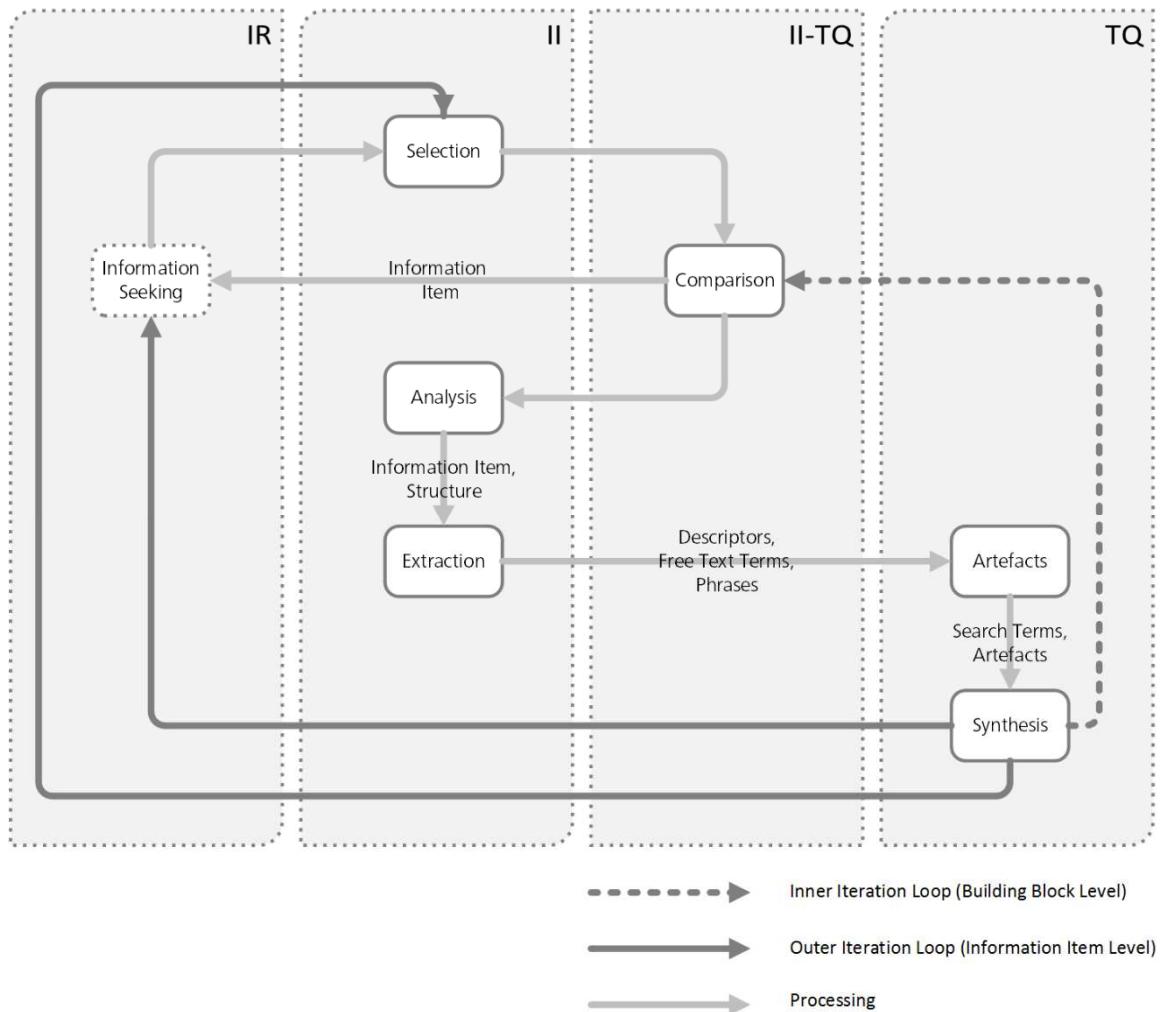 IR
II
II-TQ
TQ
Selection
Information
Seeking
Information
Item
Comparison
Analysis
Information Item,
Structure
Extraction
Descriptors,
Free Text Terms,
Phrases
Artefacts
Search Terms,
Artefacts
Synthesis
Inner Iteration Loop (Building Block Level)
Outer Iteration Loop (Information Item Level)
Processing